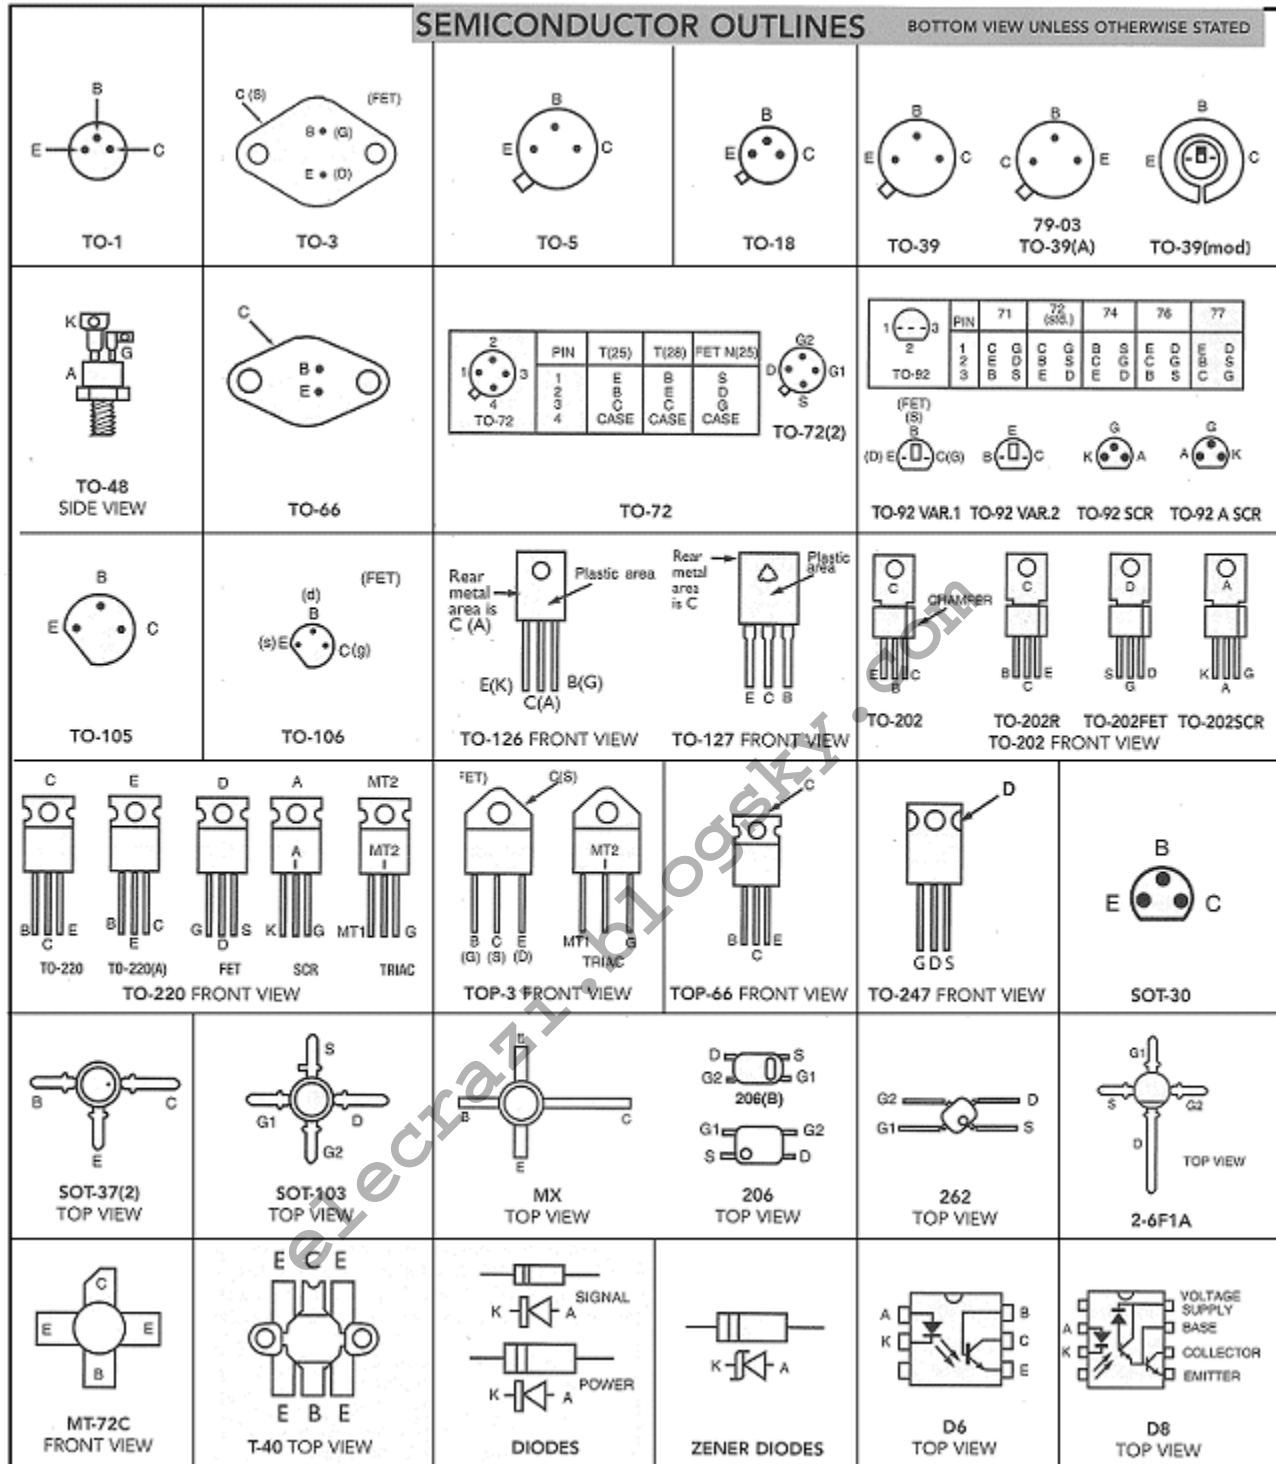 SEMICONDUCTOR OUTLINES BOTTOM VIEW UNLESS OTHERWISE STATED
B
E C
TO-1
C (S) (FET)
B (G)
E (D)
TO-3
B
E C
TO-5
B
E C
TO-18
B
E C
TO-39
B
C E
79-03
TO-39(A)
B
E C
TO-39(mod)
K
G
A
TO-48
SIDE VIEW
C
B
E
TO-66
2
1 3
4
TO-72
PIN T(25) T(28) FET N(25)
1 E B S
2 B E D
3 C C G
4 CASE CASE CASE
G2
D G1
S
TO-72(2)
TO-72
1 3
2
TO-92
PIN 71 72 (std.) 74 76 77
1 C G C G B S E D E D
2 E D B S C G C G B S
3 B S E D E D B S C G
(FET)
(S)
B
(D) E C(G)
TO-92 VAR.1
E
B C
TO-92 VAR.2
G
K A
TO-92 SCR
G
A K
TO-92 A SCR
B
E C
TO-105
(FET)
(d)
B
(s) E C(g)
TO-106
Rear
metal
area is
C (A)
Plastic area
E(K) B(G)
C(A)
TO-126 FRONT VIEW
Rear
metal
area
is C
Plastic
area
E C B
TO-127 FRONT VIEW
C
CHAMFER
E C
B
TO-202
C
B E
C
TO-202R
D
S D
G
TO-202FET
A
K G
A
TO-202SCR
TO-202 FRONT VIEW
C
B E
C
TO-220
E
B C
E
TO-220(A)
D
G S
D
FET
A
A
K G
SCR
MT2
MT2
MT1 G
TRIAC
TO-220 FRONT VIEW
FET) C(S)
B C E
(G) (S) (D)
MT2
MT1 G
TRIAC
TOP-3 FRONT VIEW
C
B E
C
TOP-66 FRONT VIEW
D
G D S
TO-247 FRONT VIEW
B
E C
SOT-30
B C
E
SOT-37(2)
TOP VIEW
S
G1 D
G2
SOT-103
TOP VIEW
E
B C
E
MX
TOP VIEW
D S
G2 G1
206(B)
G1 G2
S D
206
TOP VIEW
G2 D
G1 S
262
TOP VIEW
G1
S G2
D
TOP VIEW
2-6F1A
C
E E
B
MT-72C
FRONT VIEW
E C E
E B E
T-40 TOP VIEW
SIGNAL
K A
POWER
K A
DIODES
K A
ZENER DIODES
A B
K C
E
D6
TOP VIEW
VOLTAGE
SUPPLY
A BASE
K COLLECTOR
EMITTER
D8
TOP VIEW
elecrazi.blogsky.com